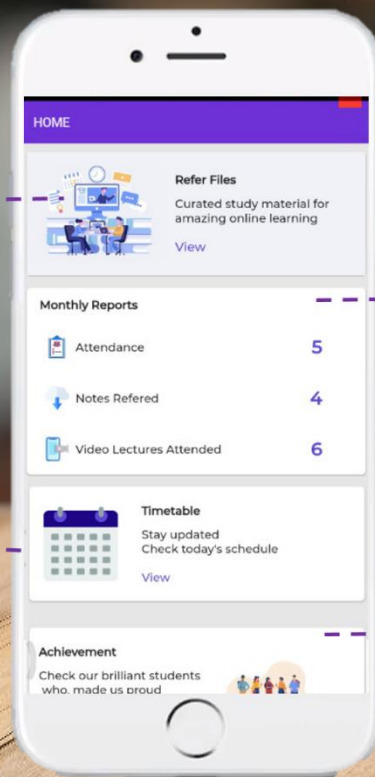 HOME
Refer Files
Curated study material for
amazing online learning
View
Monthly Reports
Attendance 5
Notes Refered 4
Video Lectures Attended 6
Timetable
Stay updated
Check today's schedule
View
Achievement
Check our brilliant students
who, made us proud